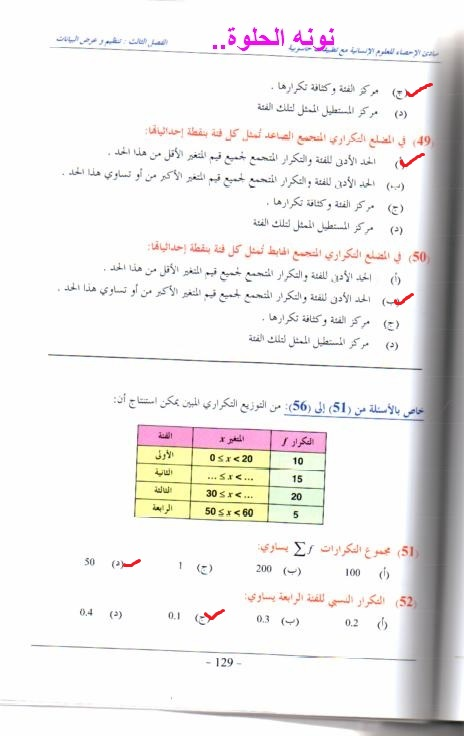 نونه الحلوة..
مبادئ الإحصاء للعلوم الإنسانية مع تطبيقات حاسوبية
الفصل الثالث : تنظيم و عرض البيانات
(ج) مركز الفئة وكثافة تكرارها .
(د) مركز المستطيل الممثل لتلك الفئة
(49) في المضلع التكراري المتجمع الصاعد تُمثل كل فئة بنقطة إحداثياتها:
(أ) الحد الأدنى للفئة والتكرار المتجمع لجميع قيم المتغير الأقل من هذا الحد .
(ب) الحد الأدنى للفئة والتكرار المتجمع لجميع قيم المتغير الأكبر من أو تساوي هذا الحد .
(ج) مركز الفئة وكثافة تكرارها .
(د) مركز المستطيل الممثل لتلك الفئة
(50) في المضلع التكراري المتجمع الهابط تُمثل كل فئة بنقطة إحداثياتها:
(أ) الحد الأدنى للفئة والتكرار المتجمع لجميع قيم المتغير الأقل من هذا الحد .
(ب) الحد الأدنى للفئة والتكرار المتجمع لجميع قيم المتغير الأكبر من أو تساوي هذا الحد .
(ج) مركز الفئة وكثافة تكرارها .
(د) مركز المستطيل الممثل لتلك الفئة
خاص بالأسئلة من (51) إلى (56): من التوزيع التكراري المبين يمكن استنتاج أن:
التكرار f المتغير x الفئة
10 0 ≤ x < 20 الأولى
15 ... ≤ x < ... الثانية
20 30 ≤ x < ... الثالثة
5 50 ≤ x < 60 الرابعة
(51) مجموع التكرارات ∑ f يساوي:
(أ) 100 (ب) 200 (ج) 1 (د) 50
(52) التكرار النسبي للفئة الرابعة يساوي:
(أ) 0.2 (ب) 0.3 (ج) 0.1 (د) 0.4
- 129 -